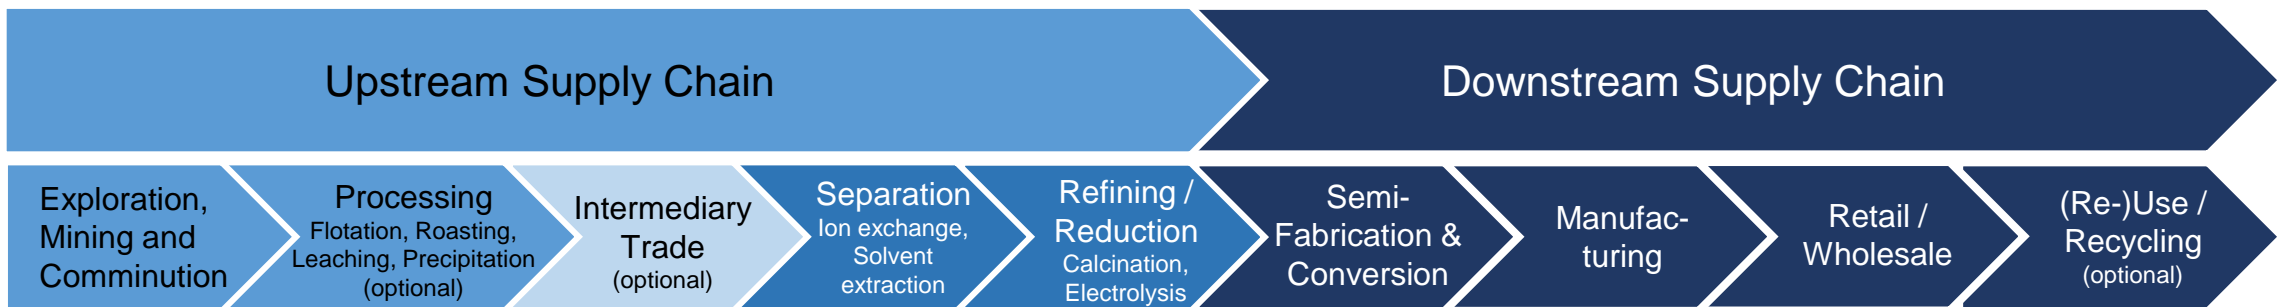 Upstream Supply Chain
Downstream Supply Chain
Exploration,
Mining and
Comminution
Processing
Flotation, Roasting,
Leaching, Precipitation
(optional)
Intermediary
Trade
(optional)
Separation
Ion exchange,
Solvent
extraction
Refining /
Reduction
Calcination,
Electrolysis
Semi-
Fabrication &
Conversion
Manufac-
turing
Retail /
Wholesale
(Re-)Use /
Recycling
(optional)